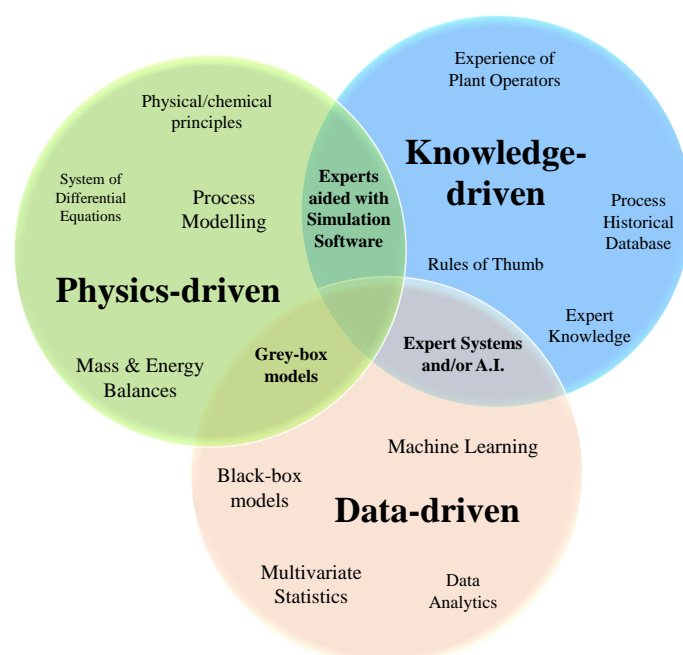 Experience of
Plant Operators
Physical/chemical
principles
Knowledge-
driven
Experts
aided with
Simulation
Software
System of
Differential
Equations
Process
Modelling
Process
Historical
Database
Rules of Thumb
Physics-driven
Expert
Knowledge
Expert Systems
and/or A.I.
Grey-box
models
Mass & Energy
Balances
Machine Learning
Black-box
models
Data-driven
Multivariate
Statistics
Data
Analytics